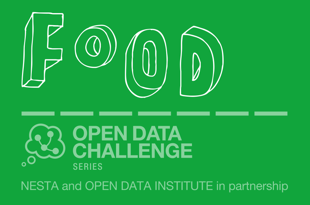 FOOD
OPEN DATA
CHALLENGE
SERIES
NESTA and OPEN DATA INSTITUTE in partnership